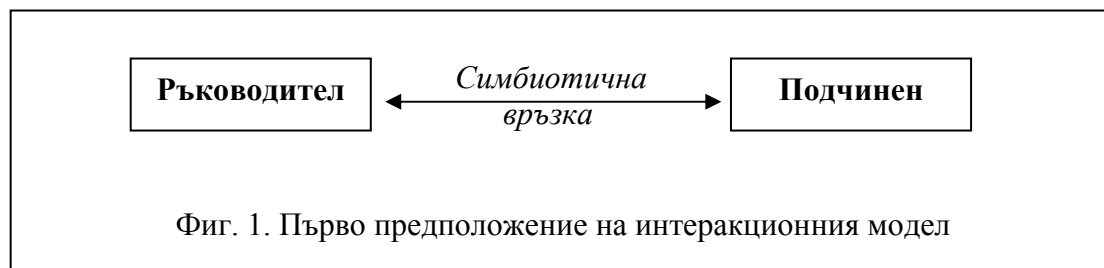 Ръководител
Симбиотична
връзка
Подчинен
Фиг. 1. Първо предположение на интеракционния модел